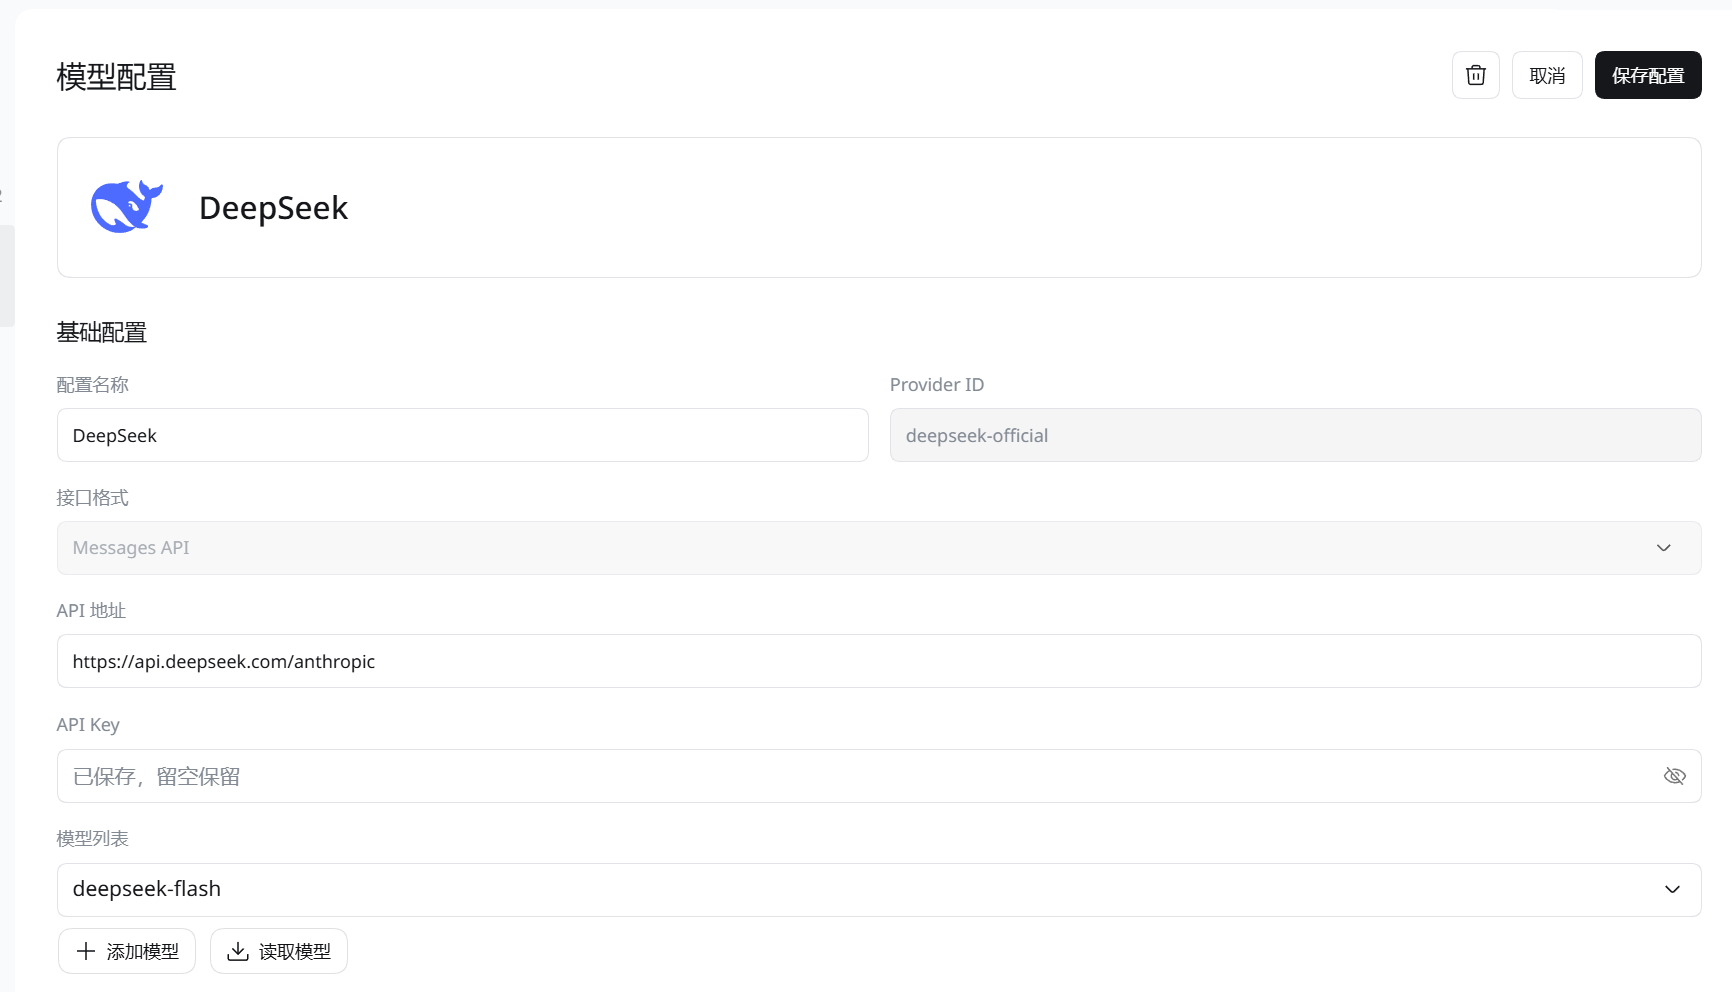 模型配置
取消
保存配置
DeepSeek
基础配置
配置名称
Provider ID
DeepSeek
deepseek-official
接口格式
Messages API
API 地址
https://api.deepseek.com/anthropic
API Key
已保存，留空保留
模型列表
deepseek-flash
添加模型
读取模型